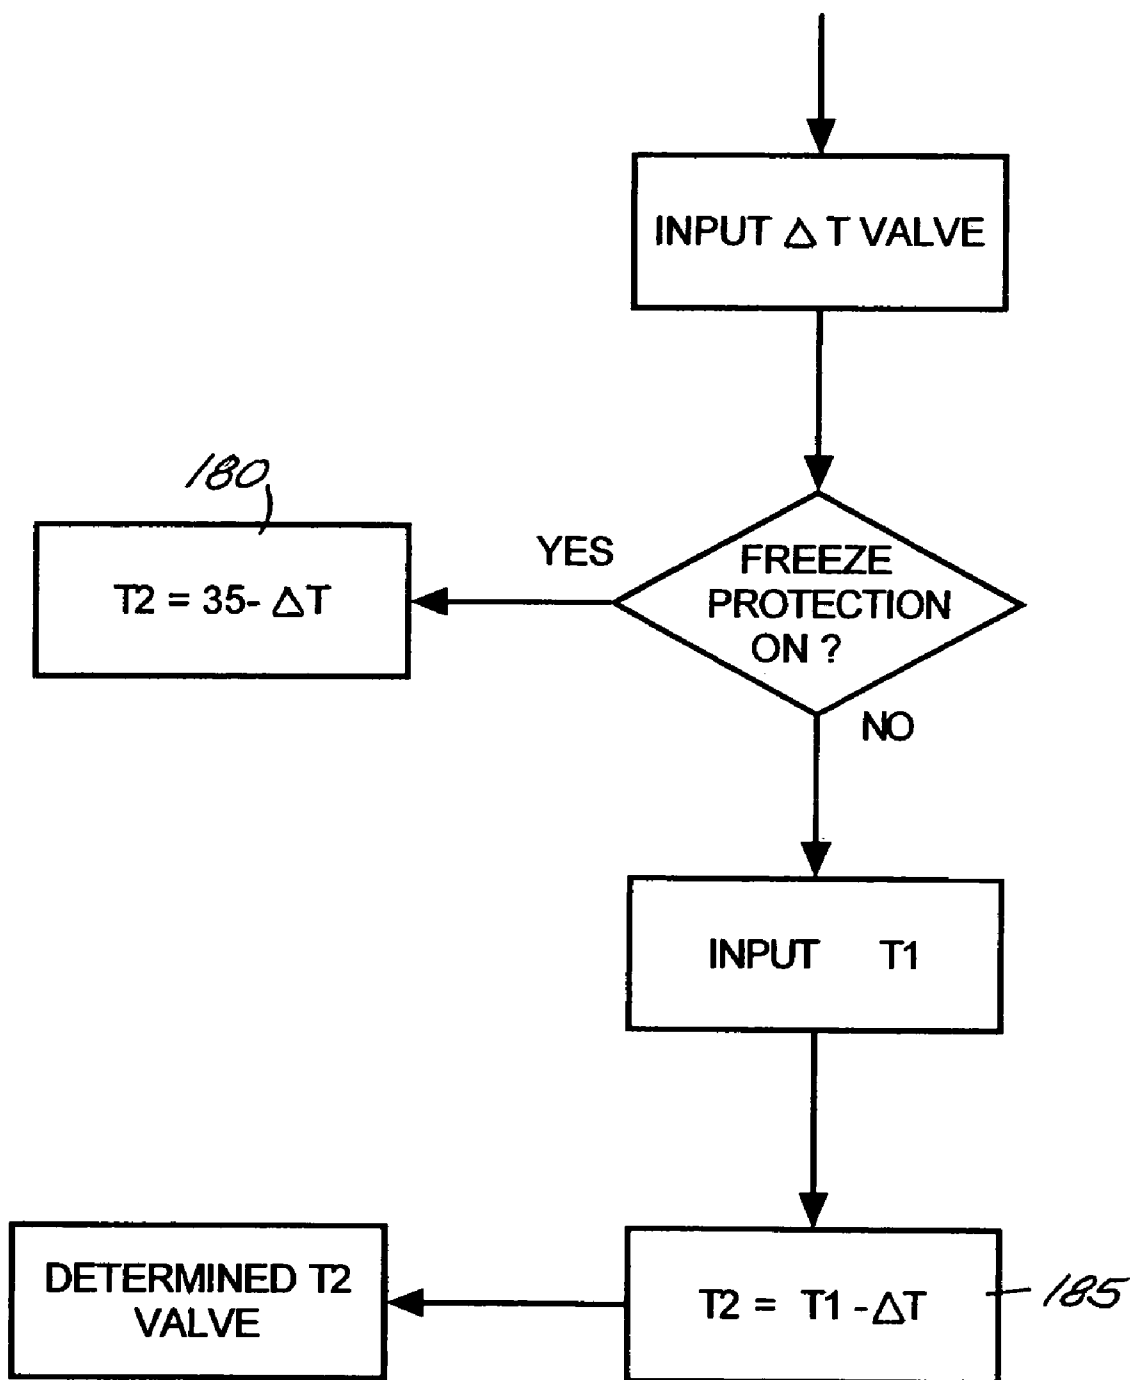 INPUT △ T VALVE
180
YES
FREEZE
PROTECTION
ON ?
T2 = 35- △T
NO
INPUT T1
T2 = T1 - △T
185
DETERMINED T2
VALVE